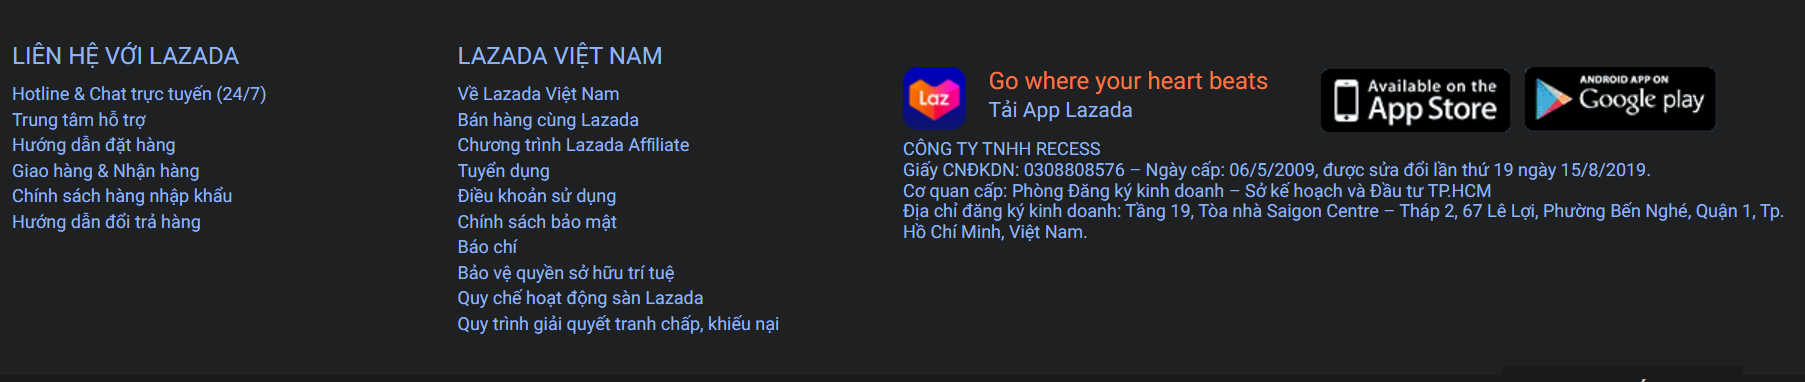 LIÊN HỆ VỚI LAZADA
Hotline & Chat trực tuyến (24/7)
Trung tâm hỗ trợ
Hướng dẫn đặt hàng
Giao hàng & Nhận hàng
Chính sách hàng nhập khẩu
Hướng dẫn đổi trả hàng
LAZADA VIỆT NAM
Về Lazada Việt Nam
Bán hàng cùng Lazada
Chương trình Lazada Affiliate
Tuyển dụng
Điều khoản sử dụng
Chính sách bảo mật
Báo chí
Bảo vệ quyền sở hữu trí tuệ
Quy chế hoạt động sàn Lazada
Quy trình giải quyết tranh chấp, khiếu nại
Laz
Go where your heart beats
Tải App Lazada
Available on the
App Store
ANDROID APP ON
Google play
CÔNG TY TNHH RECESS
Giấy CNĐKDN: 0308808576 – Ngày cấp: 06/5/2009, được sửa đổi lần thứ 19 ngày 15/8/2019.
Cơ quan cấp: Phòng Đăng ký kinh doanh – Sở kế hoạch và Đầu tư TP.HCM
Địa chỉ đăng ký kinh doanh: Tầng 19, Tòa nhà Saigon Centre – Tháp 2, 67 Lê Lợi, Phường Bến Nghé, Quận 1, Tp.
Hồ Chí Minh, Việt Nam.